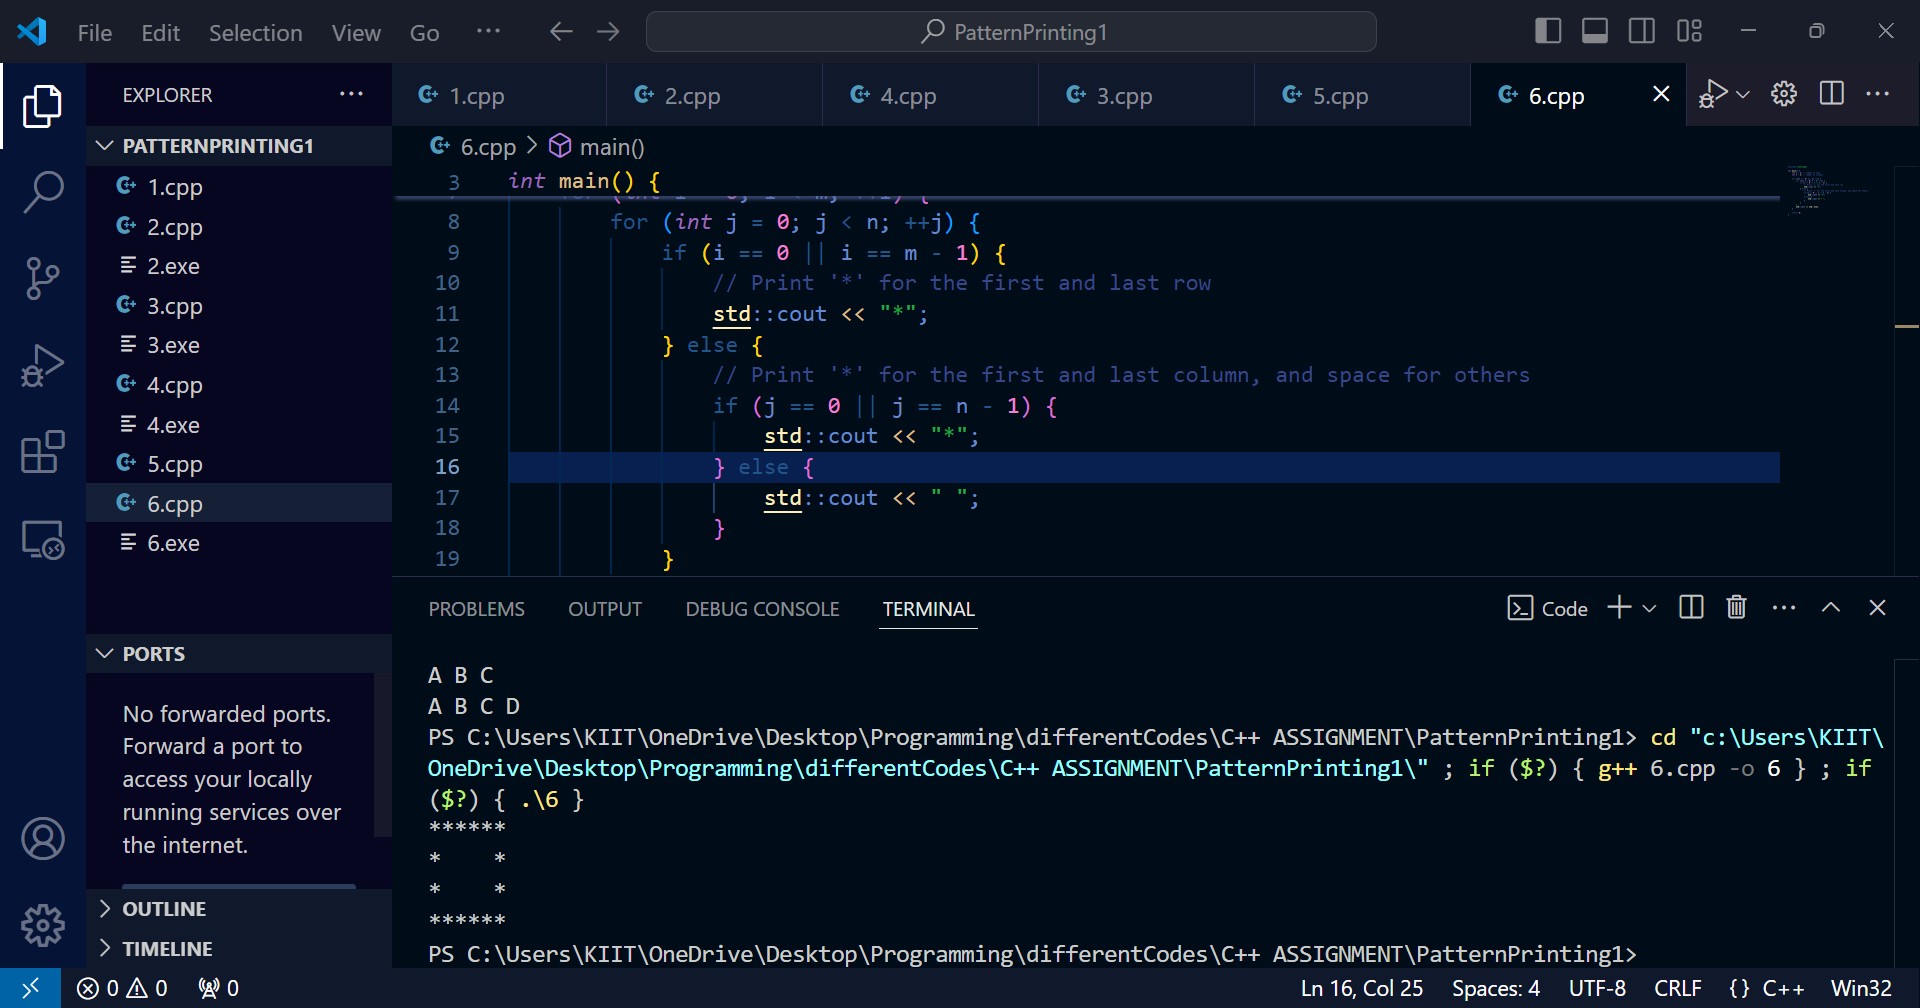 File Edit Selection View Go ··· PatternPrinting1
EXPLORER ···
PATTERNPRINTING1
1.cpp
2.cpp
2.exe
3.cpp
3.exe
4.cpp
4.exe
5.cpp
6.cpp
6.exe
PORTS
No forwarded ports.
Forward a port to
access your locally
running services over
the internet.
OUTLINE
TIMELINE
1.cpp 2.cpp 4.cpp 3.cpp 5.cpp 6.cpp
6.cpp > main()
3 int main() {
8 for (int j = 0; j < n; ++j) {
9 if (i == 0 || i == m - 1) {
10 // Print '*' for the first and last row
11 std::cout << "*";
12 } else {
13 // Print '*' for the first and last column, and space for others
14 if (j == 0 || j == n - 1) {
15 std::cout << "*";
16 } else {
17 std::cout << " ";
18 }
19 }
PROBLEMS OUTPUT DEBUG CONSOLE TERMINAL Code
A B C
A B C D
PS C:\Users\KIIT\OneDrive\Desktop\Programming\differentCodes\C++ ASSIGNMENT\PatternPrinting1> cd "c:\Users\KIIT\
OneDrive\Desktop\Programming\differentCodes\C++ ASSIGNMENT\PatternPrinting1\" ; if ($?) { g++ 6.cpp -o 6 } ; if
($?) { .\6 }
******
*    *
*    *
******
PS C:\Users\KIIT\OneDrive\Desktop\Programming\differentCodes\C++ ASSIGNMENT\PatternPrinting1>
0 0 0 Ln 16, Col 25 Spaces: 4 UTF-8 CRLF {} C++ Win32